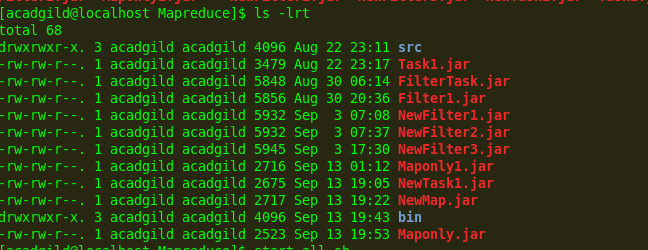 [acadgild@localhost Mapreduce]$ ls -lrt
total 68
drwxrwxr-x. 3 acadgild acadgild 4096 Aug 22 23:11 src
-rw-rw-r--. 1 acadgild acadgild 3479 Aug 22 23:17 Task1.jar
-rw-rw-r--. 1 acadgild acadgild 5848 Aug 30 06:14 FilterTask.jar
-rw-rw-r--. 1 acadgild acadgild 5856 Aug 30 20:36 Filter1.jar
-rw-rw-r--. 1 acadgild acadgild 5932 Sep  3 07:08 NewFilter1.jar
-rw-rw-r--. 1 acadgild acadgild 5932 Sep  3 07:37 NewFilter2.jar
-rw-rw-r--. 1 acadgild acadgild 5945 Sep  3 17:30 NewFilter3.jar
-rw-rw-r--. 1 acadgild acadgild 2716 Sep 13 01:12 Maponly1.jar
-rw-rw-r--. 1 acadgild acadgild 2675 Sep 13 19:05 NewTask1.jar
-rw-rw-r--. 1 acadgild acadgild 2717 Sep 13 19:22 NewMap.jar
drwxrwxr-x. 3 acadgild acadgild 4096 Sep 13 19:43 bin
-rw-rw-r--. 1 acadgild acadgild 2523 Sep 13 19:53 Maponly.jar
[acadgild@localhost Mapreduce]$